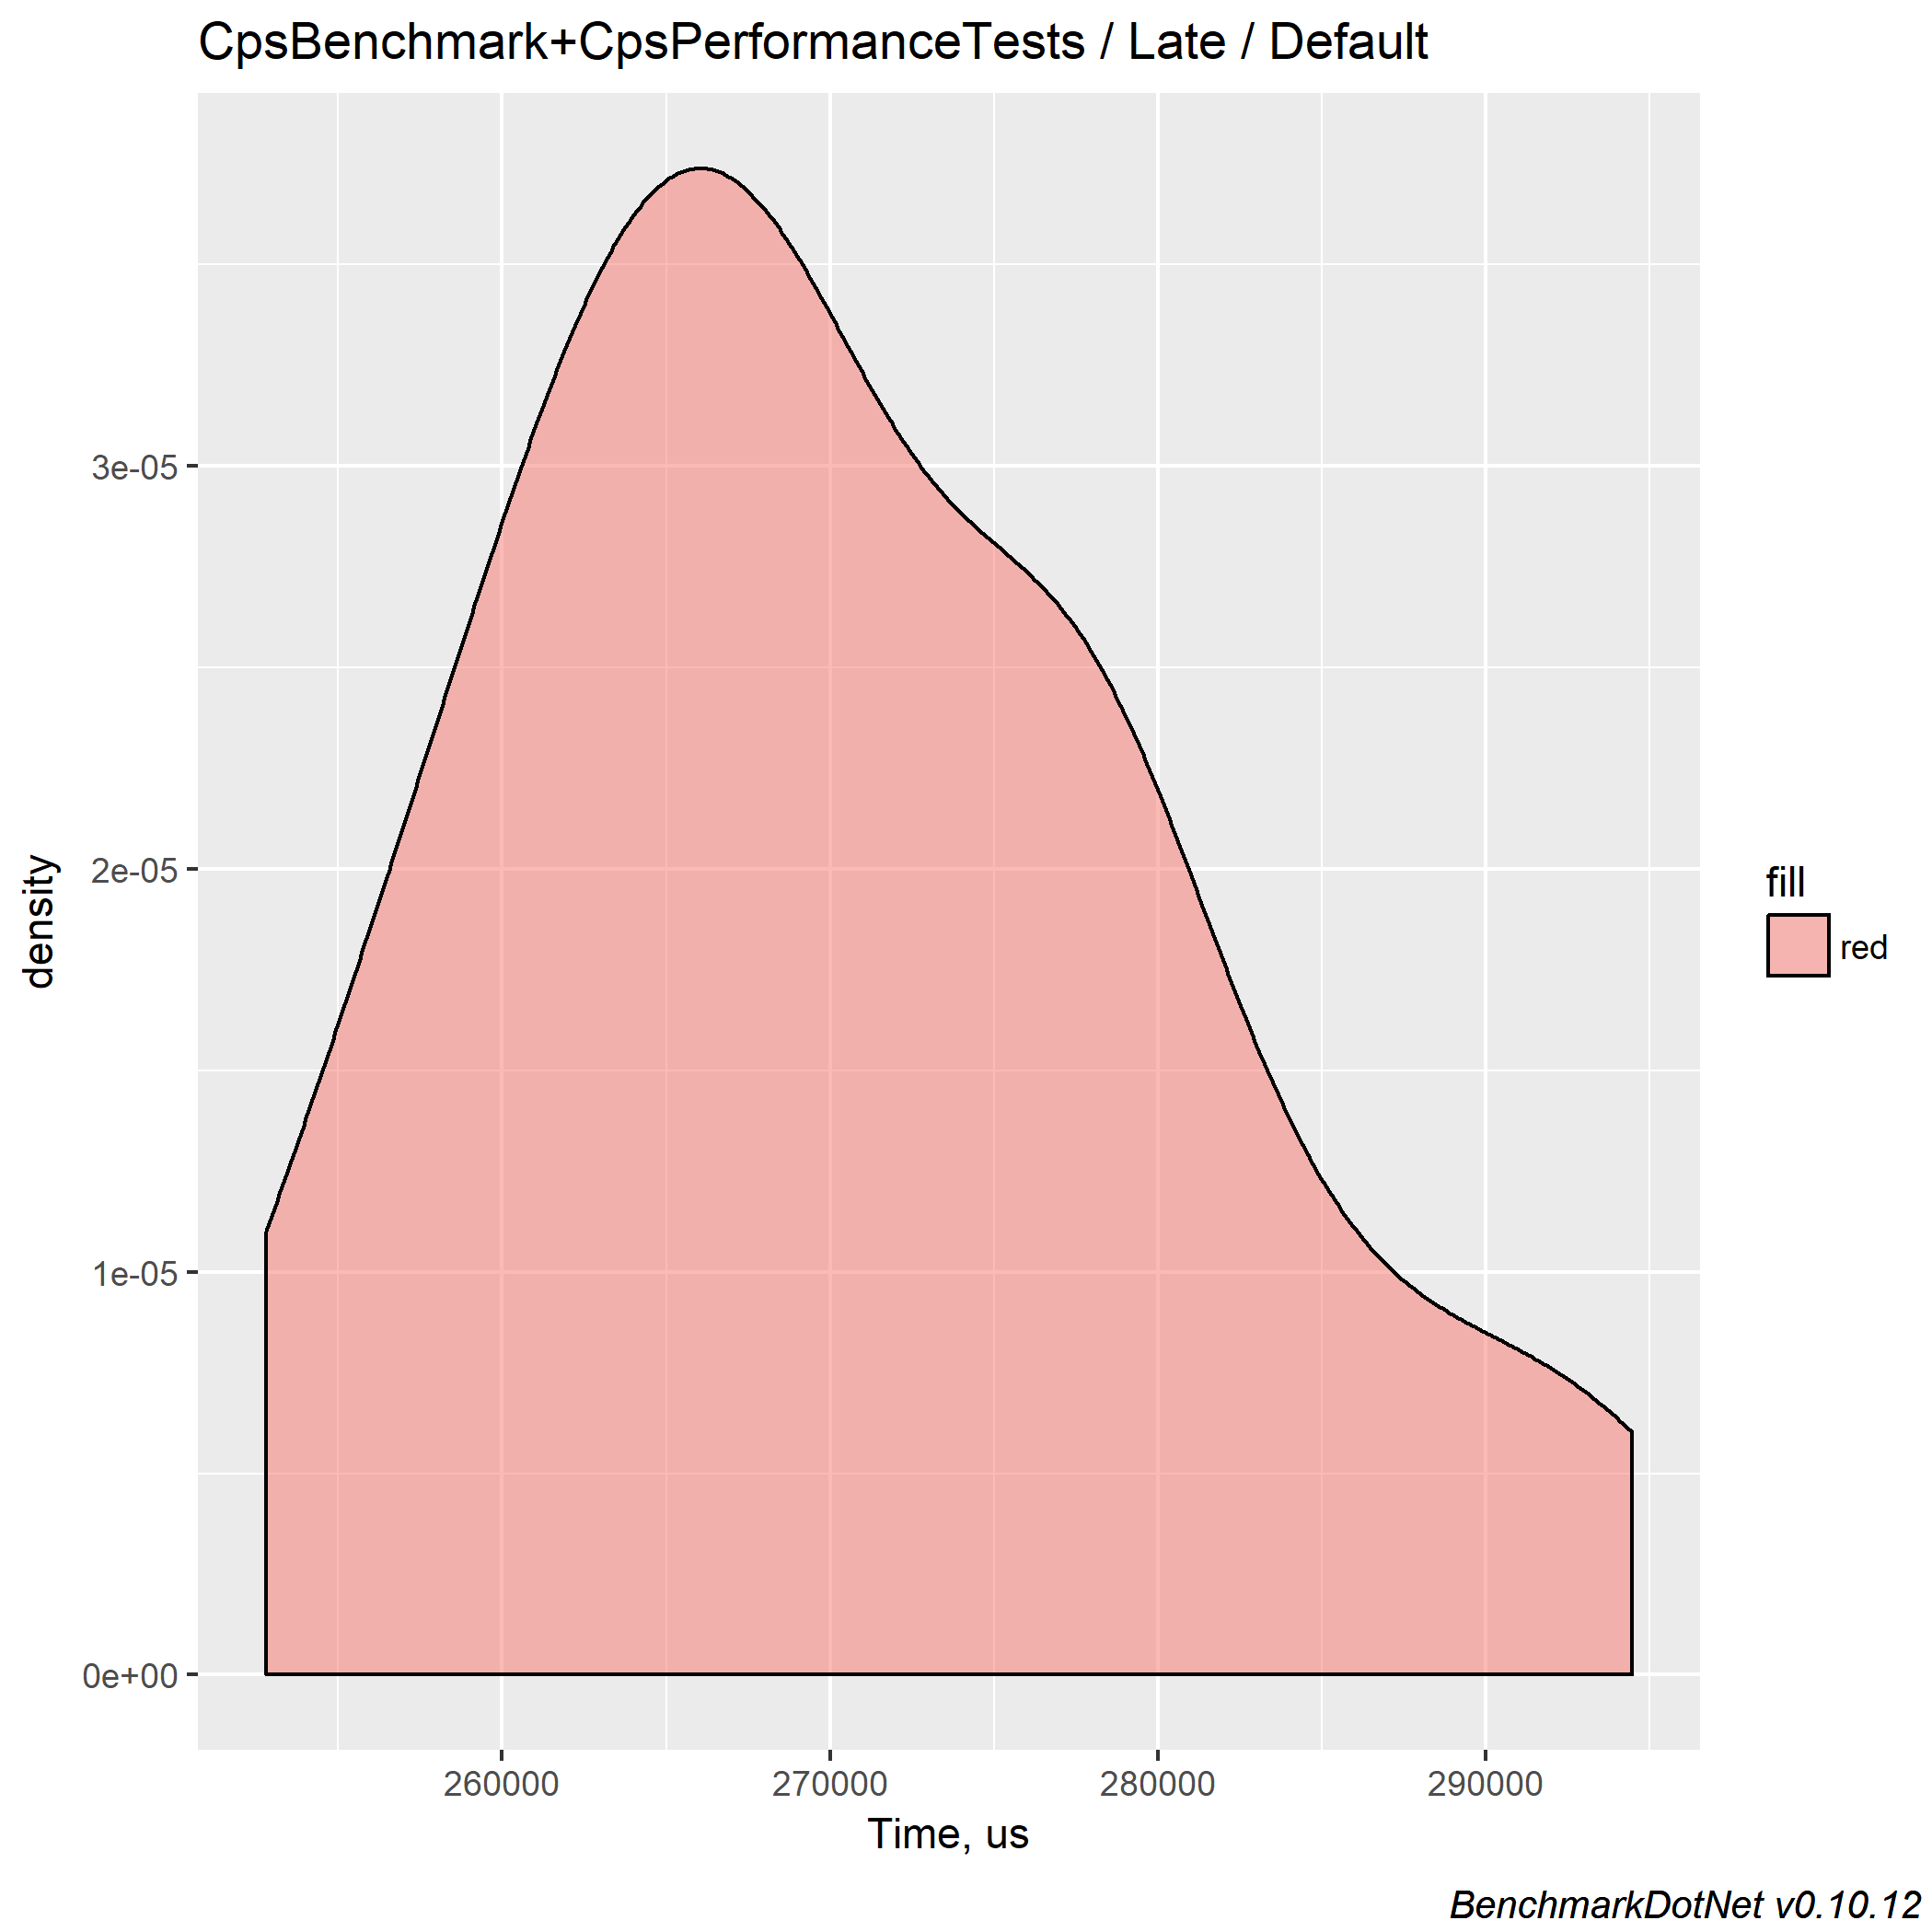 CpsBenchmark+CpsPerformanceTests / Late / Default
3e-05
2e-05
1e-05
0e+00
density
260000 270000 280000 290000
Time, us
fill
red
BenchmarkDotNet v0.10.12